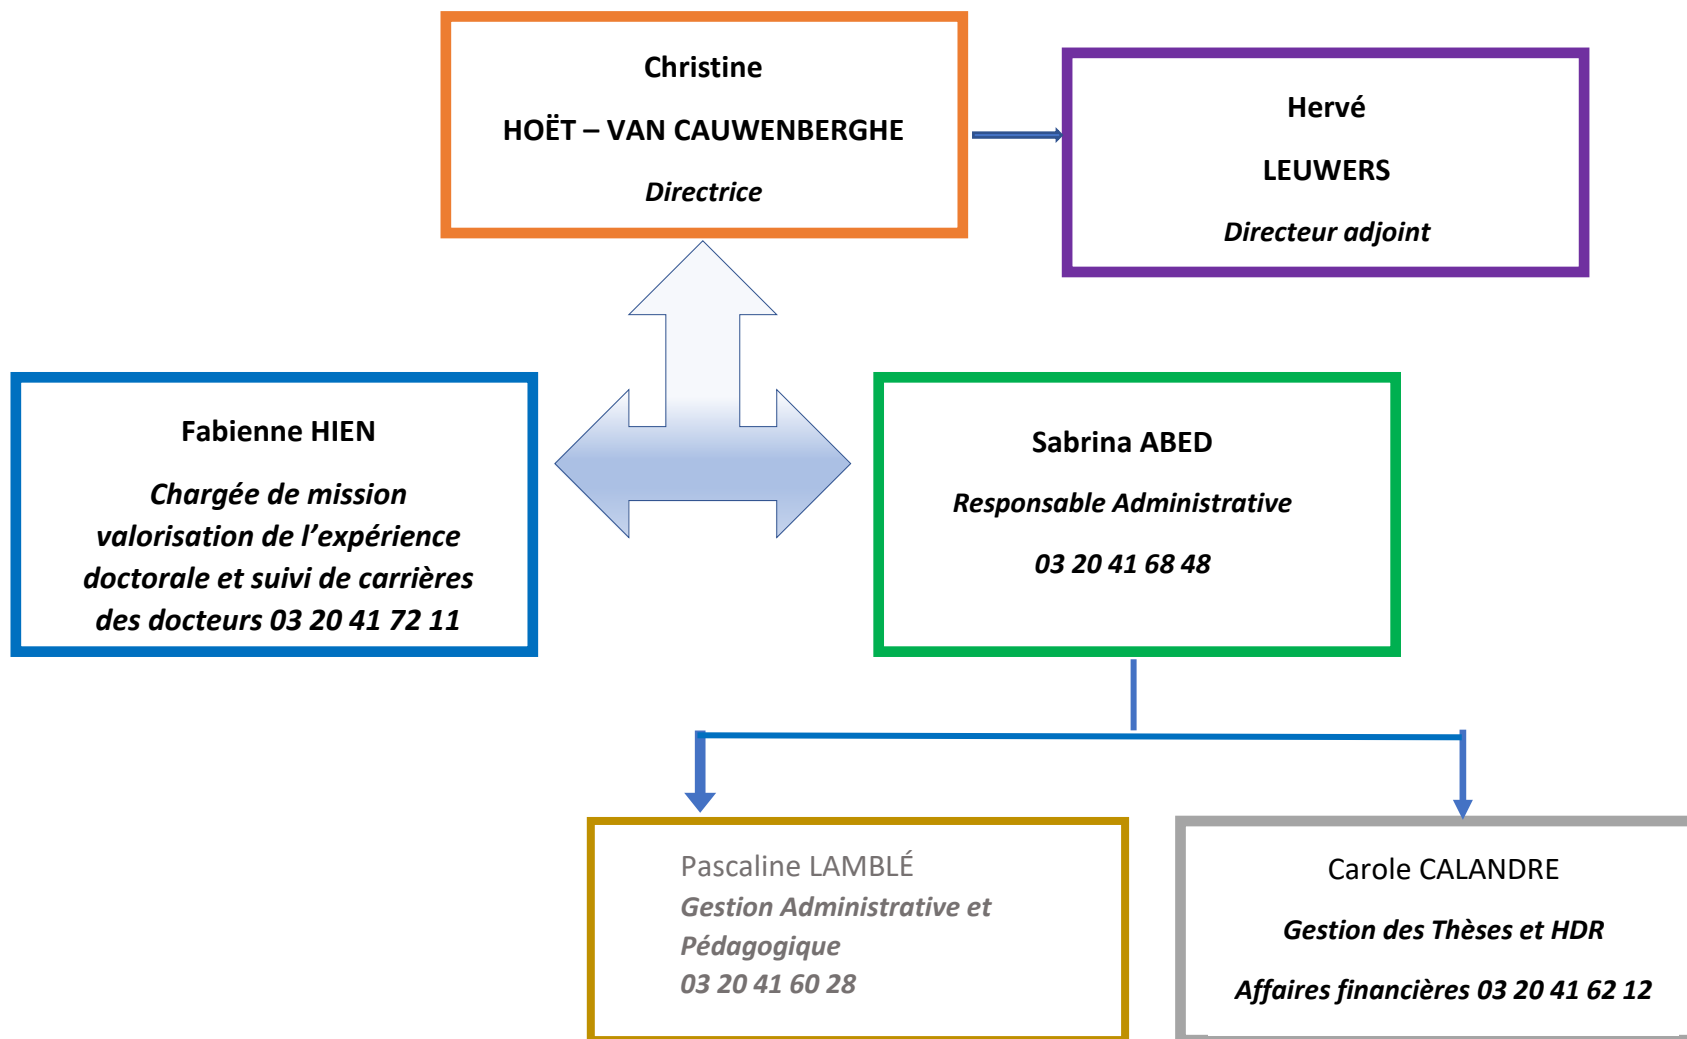 Christine
HOËT – VAN CAUWENBERGHE
Directrice
Hervé
LEUWERS
Directeur adjoint
Fabienne HIEN
Chargée de mission
valorisation de l’expérience
doctorale et suivi de carrières
des docteurs 03 20 41 72 11
Sabrina ABED
Responsable Administrative
03 20 41 68 48
Pascaline LAMBLÉ
Gestion Administrative et
Pédagogique
03 20 41 60 28
Carole CALANDRE
Gestion des Thèses et HDR
Affaires financières 03 20 41 62 12